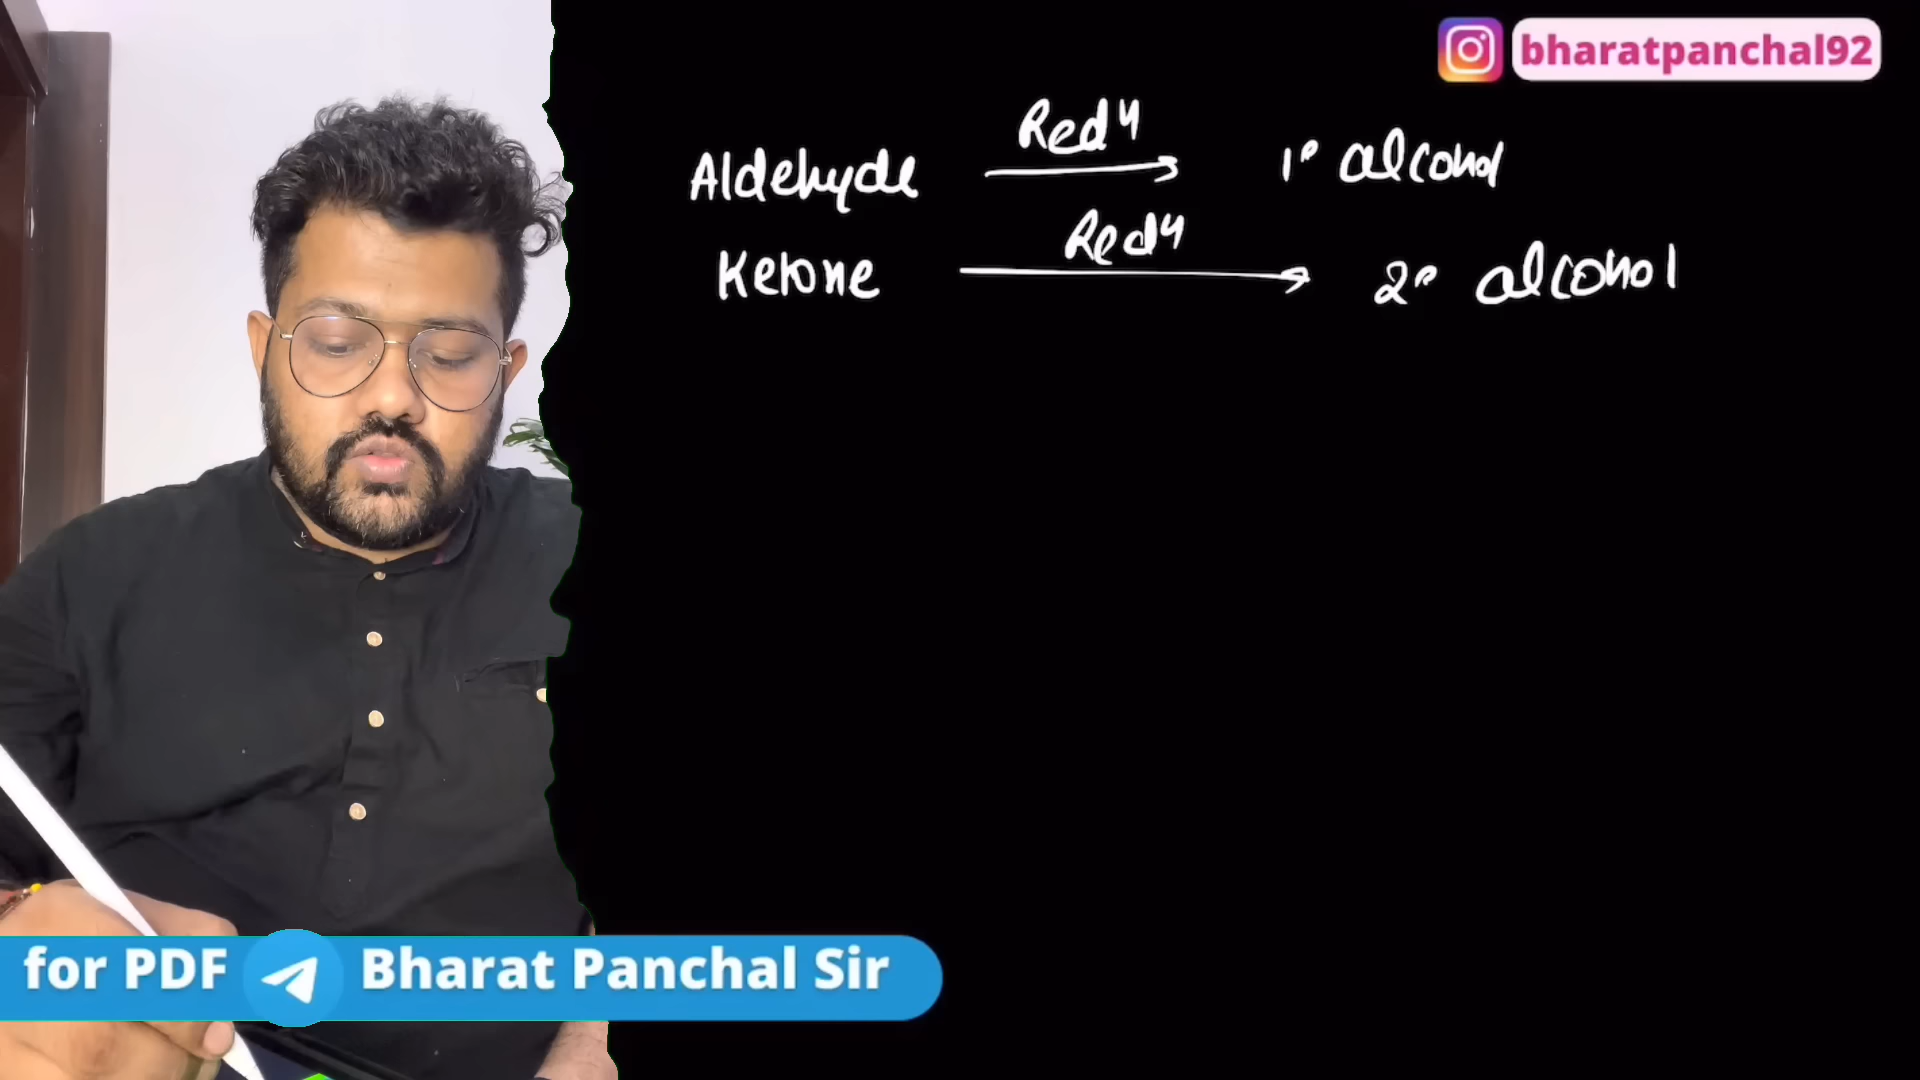 bharatpanchal92
Redⁿ
Aldehyde → 1° alcohol
Redⁿ
Ketone → 2° alcohol
for PDF Bharat Panchal Sir